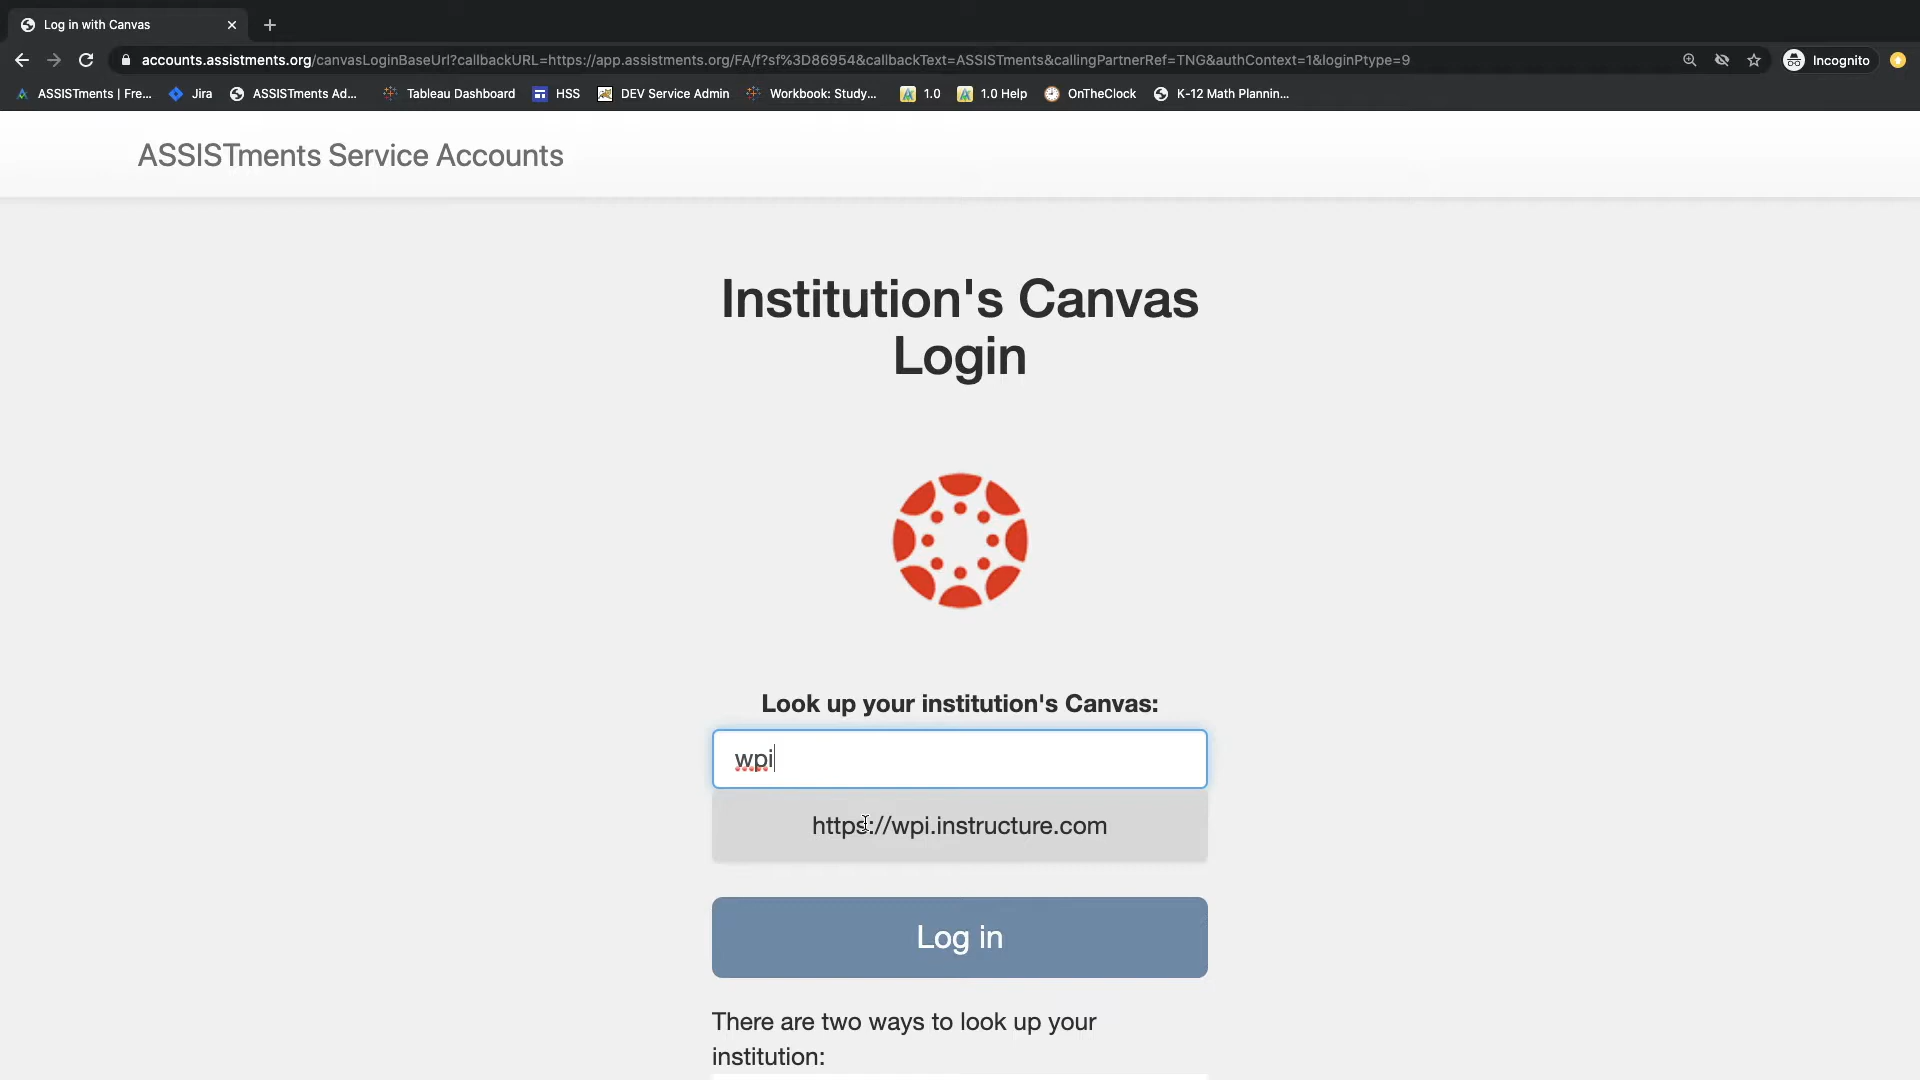 Log in with Canvas
accounts.assistments.org/canvasLoginBaseUrl?callbackURL=https://app.assistments.org/FA/f?sf%3D86954&callbackText=ASSISTments&callingPartnerRef=TNG&authContext=1&loginPtype=9
Incognito
ASSISTments | Fre... Jira ASSISTments Ad... Tableau Dashboard HSS DEV Service Admin Workbook: Study... 1.0 1.0 Help OnTheClock K-12 Math Plannin...
ASSISTments Service Accounts
Institution's Canvas
Login
Look up your institution's Canvas:
wpi
https://wpi.instructure.com
Log in
There are two ways to look up your
institution: